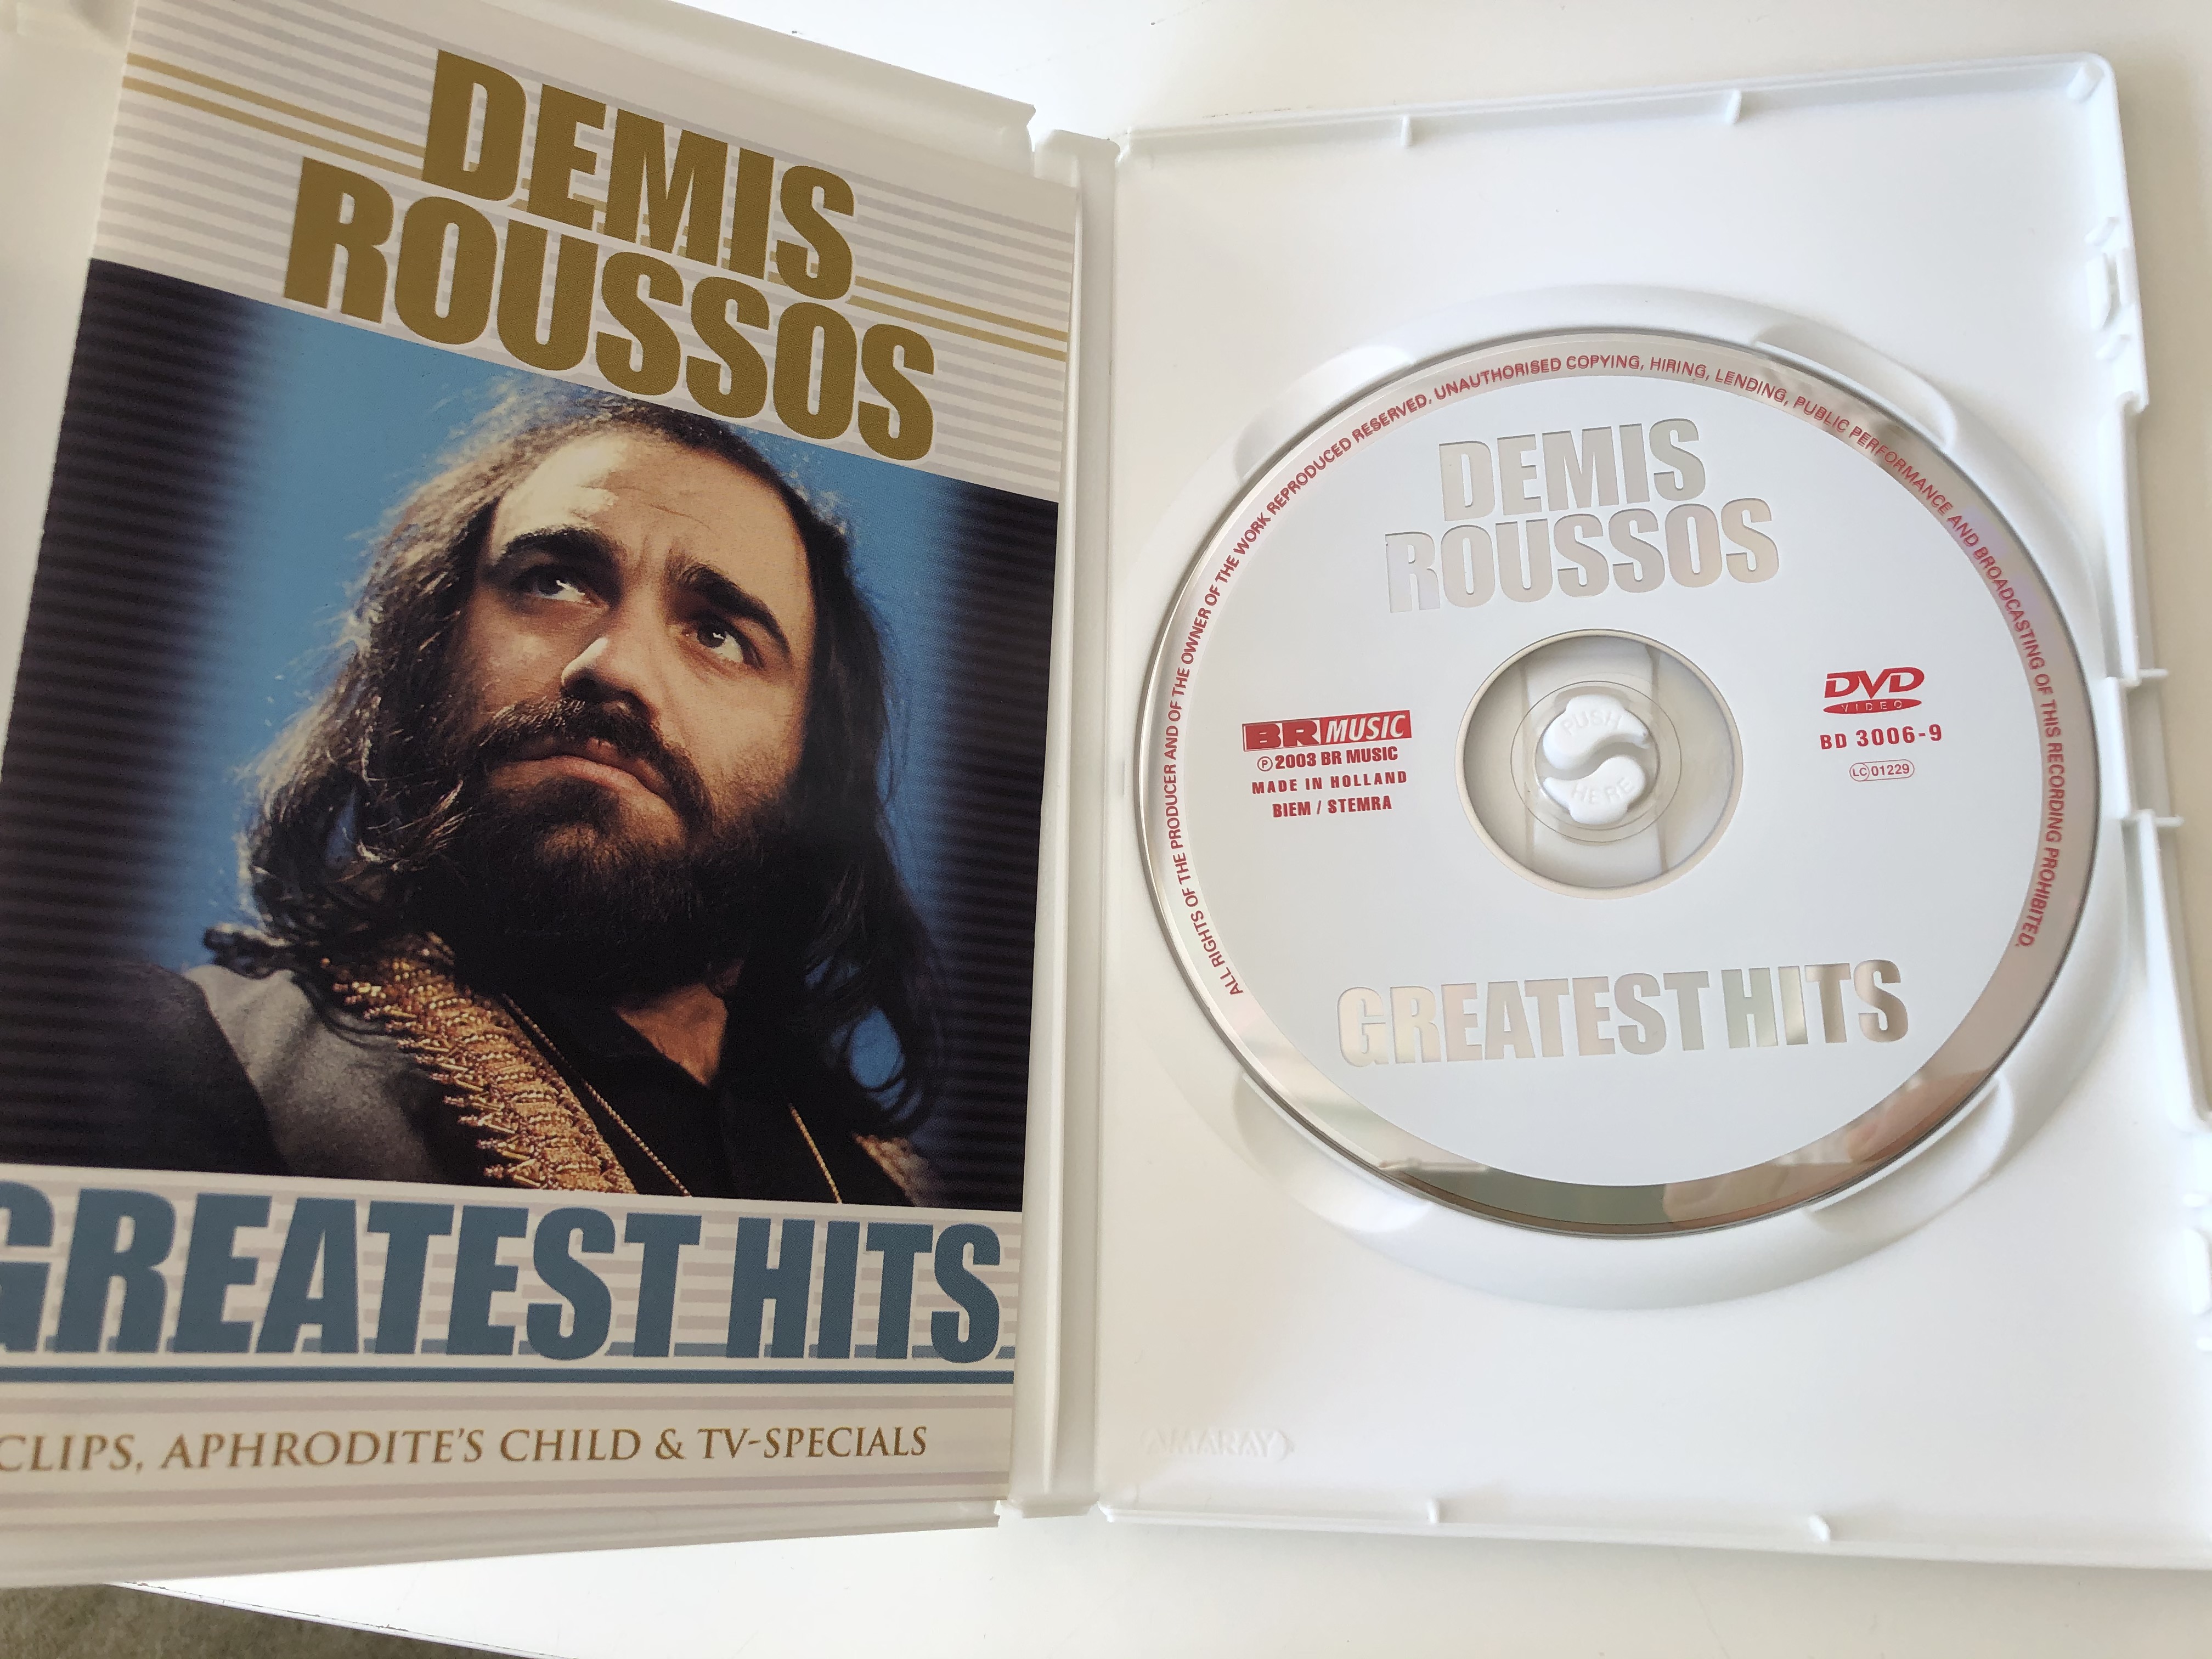 DEMIS
ROUSSOS
GREATEST HITS
CLIPS, APHRODITE'S CHILD & TV-SPECIALS
ALL RIGHTS OF THE PRODUCER AND OF THE OWNER OF THE WORK REPRODUCED RESERVED. UNAUTHORISED COPYING, HIRING, LENDING, PUBLIC PERFORMANCE AND BROADCASTING OF THIS RECORDING PROHIBITED.
DEMIS
ROUSSOS
BR MUSIC
℗ 2003 BR MUSIC
MADE IN HOLLAND
BIEM / STEMRA
PUSH
HERE
DVD
VIDEO
BD 3006-9
LC 01229
GREATEST HITS
AMARAY